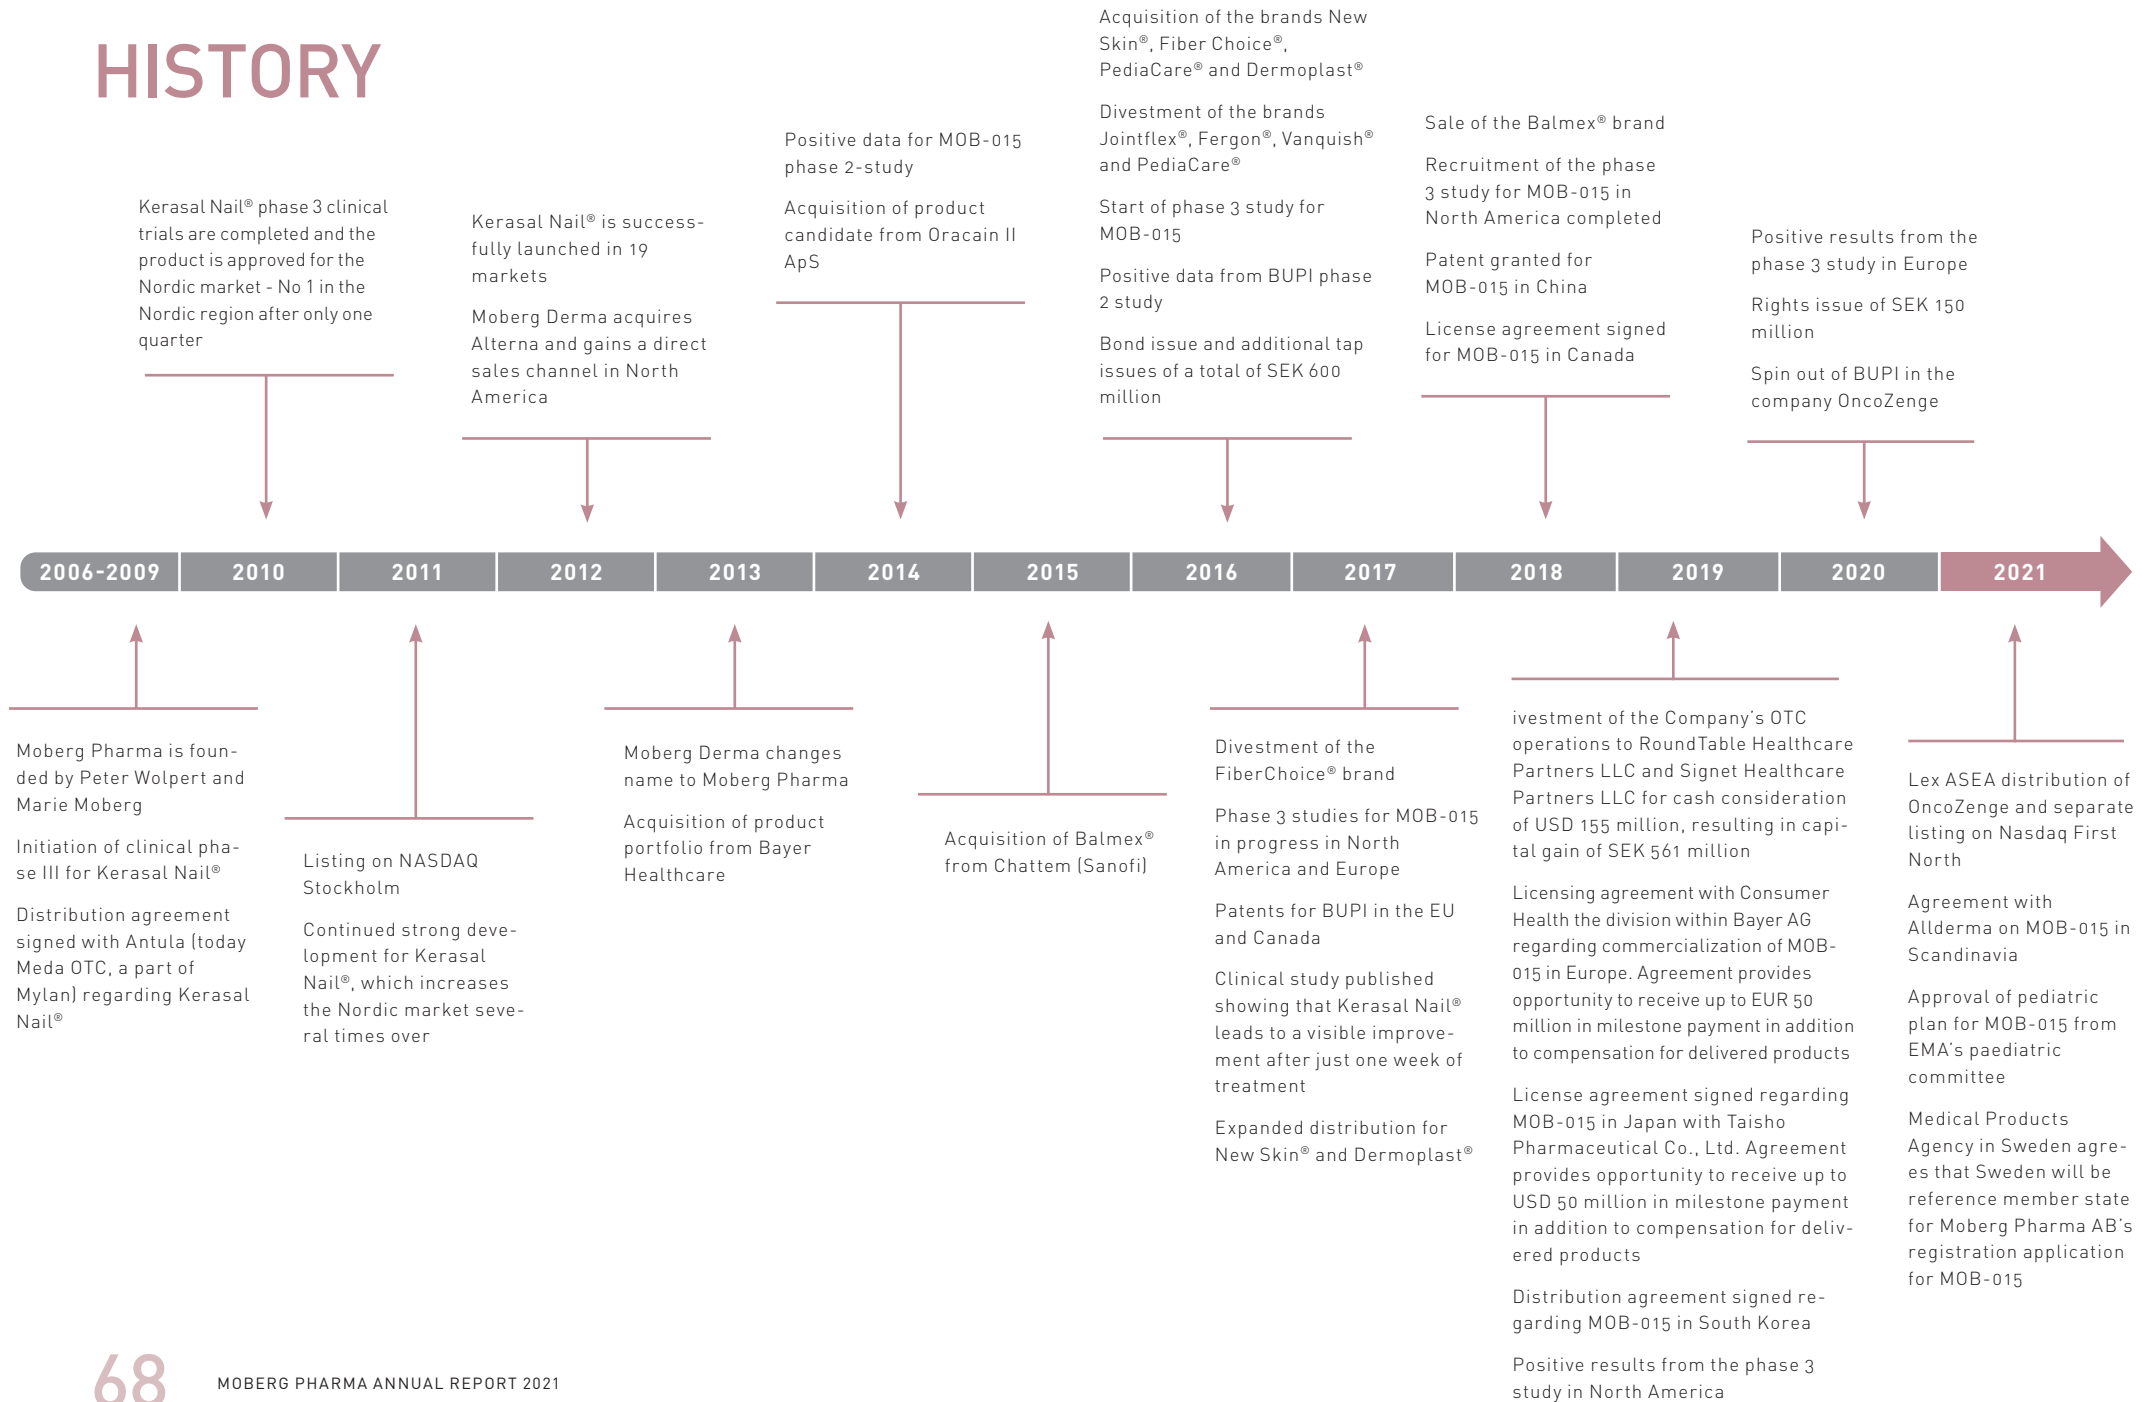 HISTORY
Kerasal Nail® phase 3 clinical
trials are completed and the
product is approved for the
Nordic market - No 1 in the
Nordic region after only one
quarter
Kerasal Nail® is success-
fully launched in 19
markets
Moberg Derma acquires
Alterna and gains a direct
sales channel in North
America
Positive data for MOB-015
phase 2-study
Acquisition of product
candidate from Oracain II
ApS
Acquisition of the brands New
Skin®, Fiber Choice®,
PediaCare® and Dermoplast®
Divestment of the brands
Jointflex®, Fergon®, Vanquish®
and PediaCare®
Start of phase 3 study for
MOB-015
Positive data from BUPI phase
2 study
Bond issue and additional tap
issues of a total of SEK 600
million
Sale of the Balmex® brand
Recruitment of the phase
3 study for MOB-015 in
North America completed
Patent granted for
MOB-015 in China
License agreement signed
for MOB-015 in Canada
Positive results from the
phase 3 study in Europe
Rights issue of SEK 150
million
Spin out of BUPI in the
company OncoZenge
2006-2009 2010 2011 2012 2013 2014 2015 2016 2017 2018 2019 2020 2021
Moberg Pharma is foun-
ded by Peter Wolpert and
Marie Moberg
Initiation of clinical pha-
se III for Kerasal Nail®
Distribution agreement
signed with Antula (today
Meda OTC, a part of
Mylan) regarding Kerasal
Nail®
Listing on NASDAQ
Stockholm
Continued strong deve-
lopment for Kerasal
Nail®, which increases
the Nordic market seve-
ral times over
Moberg Derma changes
name to Moberg Pharma
Acquisition of product
portfolio from Bayer
Healthcare
Acquisition of Balmex®
from Chattem (Sanofi)
Divestment of the
FiberChoice® brand
Phase 3 studies for MOB-015
in progress in North
America and Europe
Patents for BUPI in the EU
and Canada
Clinical study published
showing that Kerasal Nail®
leads to a visible improve-
ment after just one week of
treatment
Expanded distribution for
New Skin® and Dermoplast®
ivestment of the Company's OTC
operations to RoundTable Healthcare
Partners LLC and Signet Healthcare
Partners LLC for cash consideration
of USD 155 million, resulting in capi-
tal gain of SEK 561 million
Licensing agreement with Consumer
Health the division within Bayer AG
regarding commercialization of MOB-
015 in Europe. Agreement provides
opportunity to receive up to EUR 50
million in milestone payment in addition
to compensation for delivered products
License agreement signed regarding
MOB-015 in Japan with Taisho
Pharmaceutical Co., Ltd. Agreement
provides opportunity to receive up to
USD 50 million in milestone payment
in addition to compensation for deliv-
ered products
Distribution agreement signed re-
garding MOB-015 in South Korea
Positive results from the phase 3
study in North America
Lex ASEA distribution of
OncoZenge and separate
listing on Nasdaq First
North
Agreement with
Allderma on MOB-015 in
Scandinavia
Approval of pediatric
plan for MOB-015 from
EMA's paediatric
committee
Medical Products
Agency in Sweden agre-
es that Sweden will be
reference member state
for Moberg Pharma AB's
registration application
for MOB-015
68 MOBERG PHARMA ANNUAL REPORT 2021